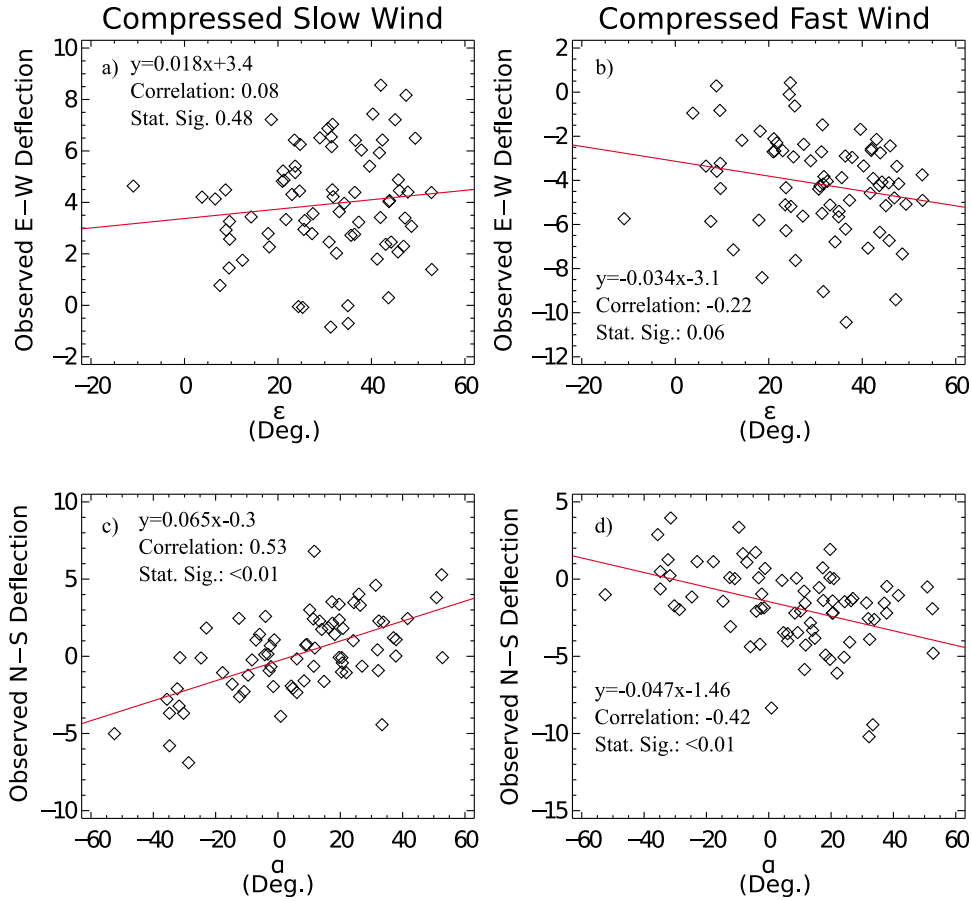 Compressed Slow Wind
Compressed Fast Wind
a)
y=0.018x+3.4
Correlation: 0.08
Stat. Sig. 0.48
Observed E−W Deflection
10
8
6
4
2
0
−2
−20
0
20
40
60
ε
(Deg.)
b)
y=-0.034x-3.1
Correlation: -0.22
Stat. Sig.: 0.06
Observed E−W Deflection
2
0
−2
−4
−6
−8
−10
−12
−20
0
20
40
60
ε
(Deg.)
c)
y=0.065x-0.3
Correlation: 0.53
Stat. Sig.: <0.01
Observed N−S Deflection
10
5
0
−5
−10
−60
−40
−20
0
20
40
60
α
(Deg.)
d)
y=-0.047x-1.46
Correlation: -0.42
Stat. Sig.: <0.01
Observed N−S Deflection
5
0
−5
−10
−15
−60
−40
−20
0
20
40
60
α
(Deg.)